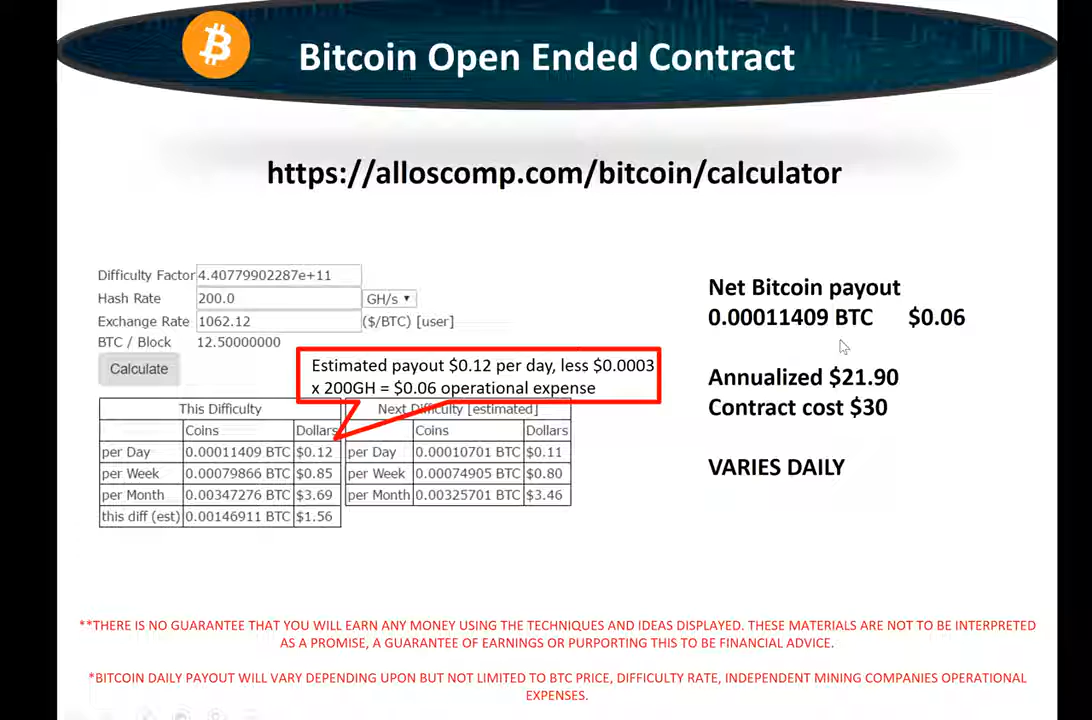 Bitcoin Open Ended Contract
https://alloscomp.com/bitcoin/calculator
Difficulty Factor 4.40779902287e+11
Hash Rate 200.0 GH/s ▼
Exchange Rate 1062.12 ($/BTC) [user]
BTC / Block 12.50000000
Calculate
Estimated payout $0.12 per day, less $0.0003
x 200GH = $0.06 operational expense
This Difficulty
Coins Dollars
per Day 0.00011409 BTC $0.12
per Week 0.00079866 BTC $0.85
per Month 0.00347276 BTC $3.69
this diff (est) 0.00146911 BTC $1.56
Next Difficulty [estimated]
Coins Dollars
per Day 0.00010701 BTC $0.11
per Week 0.00074905 BTC $0.80
per Month 0.00325701 BTC $3.46
Net Bitcoin payout
0.00011409 BTC $0.06
Annualized $21.90
Contract cost $30
VARIES DAILY
**THERE IS NO GUARANTEE THAT YOU WILL EARN ANY MONEY USING THE TECHNIQUES AND IDEAS DISPLAYED. THESE MATERIALS ARE NOT TO BE INTERPRETED
AS A PROMISE, A GUARANTEE OF EARNINGS OR PURPORTING THIS TO BE FINANCIAL ADVICE.
*BITCOIN DAILY PAYOUT WILL VARY DEPENDING UPON BUT NOT LIMITED TO BTC PRICE, DIFFICULTY RATE, INDEPENDENT MINING COMPANIES OPERATIONAL
EXPENSES.